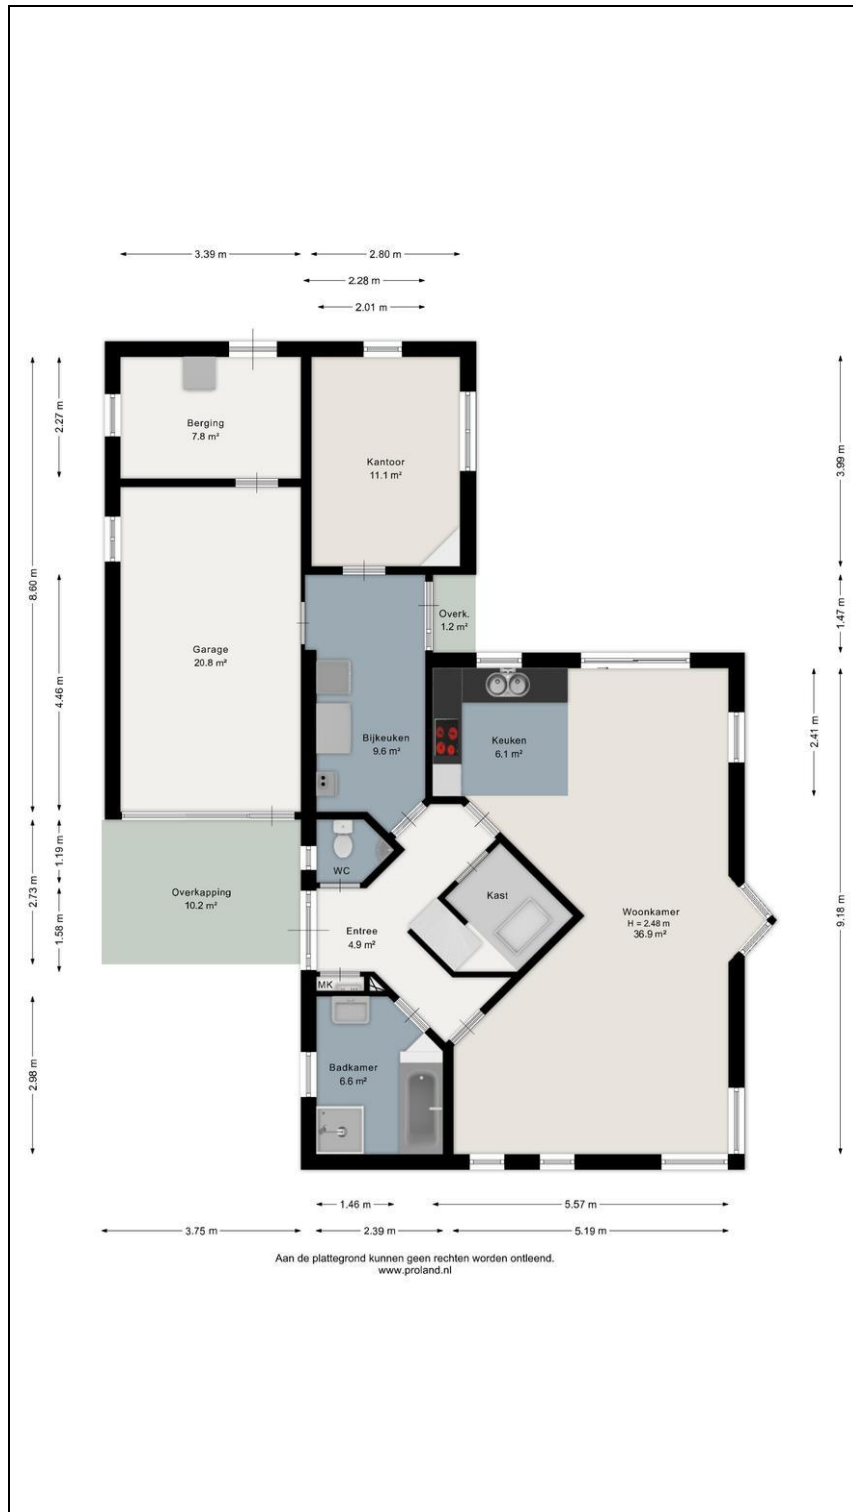 3.39 m
2.80 m
2.28 m
2.01 m
8.60 m
2.27 m
3.99 m
Berging
7.8 m²
Kantoor
11.1 m²
4.46 m
1.47 m
Overk.
1.2 m²
Garage
20.8 m²
9.18 m
2.41 m
Bijkeuken
9.6 m²
Keuken
6.1 m²
2.73 m
1.19 m
1.58 m
WC
Kast
Overkapping
10.2 m²
Entree
4.9 m²
Woonkamer
H = 2.48 m
36.9 m²
MK
2.98 m
Badkamer
6.6 m²
1.46 m
5.57 m
3.75 m
2.39 m
5.19 m
Aan de plattegrond kunnen geen rechten worden ontleend.
www.proland.nl